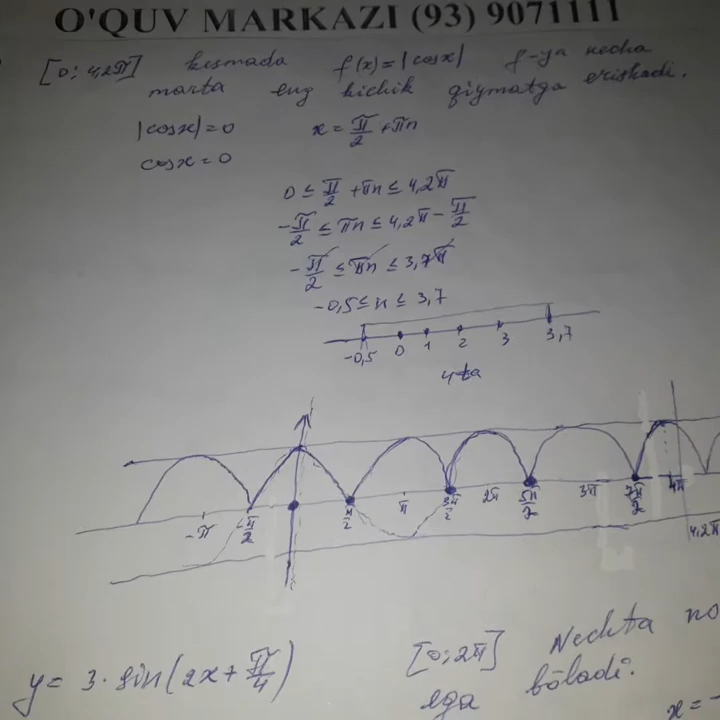 O'QUV MARKAZI (93) 9071111
[0; 4,2π] kesmada f(x)=|cosx| f-ya necha
marta eng kichik qiymatga erishadi.
|cosx|=0 x=π/2+πn
cosx=0
0≤π/2+πn≤4,2π
-π/2≤πn≤4,2π-π/2
-π/2≤πn≤3,7π
-0,5≤n≤3,7
-0,5 0 1 2 3 3,7
4 ta
-π -π/2 π/2 π 3π/2 2π 5π/2 3π 7π/2 4π
4,2π
y=3·sin(2x+π/4) [0;2π] Nechta no
ega bòladi.
x=-